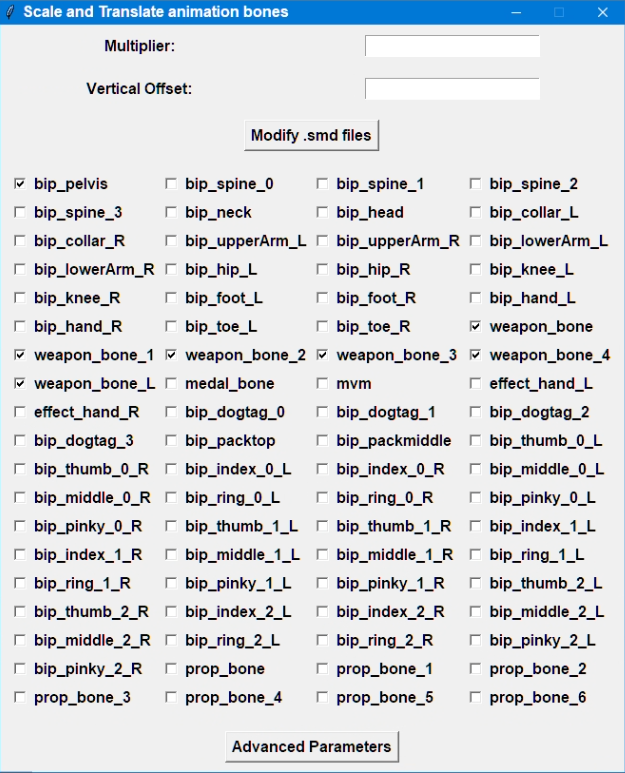 Scale and Translate animation bones
Multiplier:
Vertical Offset:
Modify .smd files
bip_pelvis bip_spine_0 bip_spine_1 bip_spine_2
bip_spine_3 bip_neck bip_head bip_collar_L
bip_collar_R bip_upperArm_L bip_upperArm_R bip_lowerArm_L
bip_lowerArm_R bip_hip_L bip_hip_R bip_knee_L
bip_knee_R bip_foot_L bip_foot_R bip_hand_L
bip_hand_R bip_toe_L bip_toe_R weapon_bone
weapon_bone_1 weapon_bone_2 weapon_bone_3 weapon_bone_4
weapon_bone_L medal_bone mvm effect_hand_L
effect_hand_R bip_dogtag_0 bip_dogtag_1 bip_dogtag_2
bip_dogtag_3 bip_packtop bip_packmiddle bip_thumb_0_L
bip_thumb_0_R bip_index_0_L bip_index_0_R bip_middle_0_L
bip_middle_0_R bip_ring_0_L bip_ring_0_R bip_pinky_0_L
bip_pinky_0_R bip_thumb_1_L bip_thumb_1_R bip_index_1_L
bip_index_1_R bip_middle_1_L bip_middle_1_R bip_ring_1_L
bip_ring_1_R bip_pinky_1_L bip_pinky_1_R bip_thumb_2_L
bip_thumb_2_R bip_index_2_L bip_index_2_R bip_middle_2_L
bip_middle_2_R bip_ring_2_L bip_ring_2_R bip_pinky_2_L
bip_pinky_2_R prop_bone prop_bone_1 prop_bone_2
prop_bone_3 prop_bone_4 prop_bone_5 prop_bone_6
Advanced Parameters